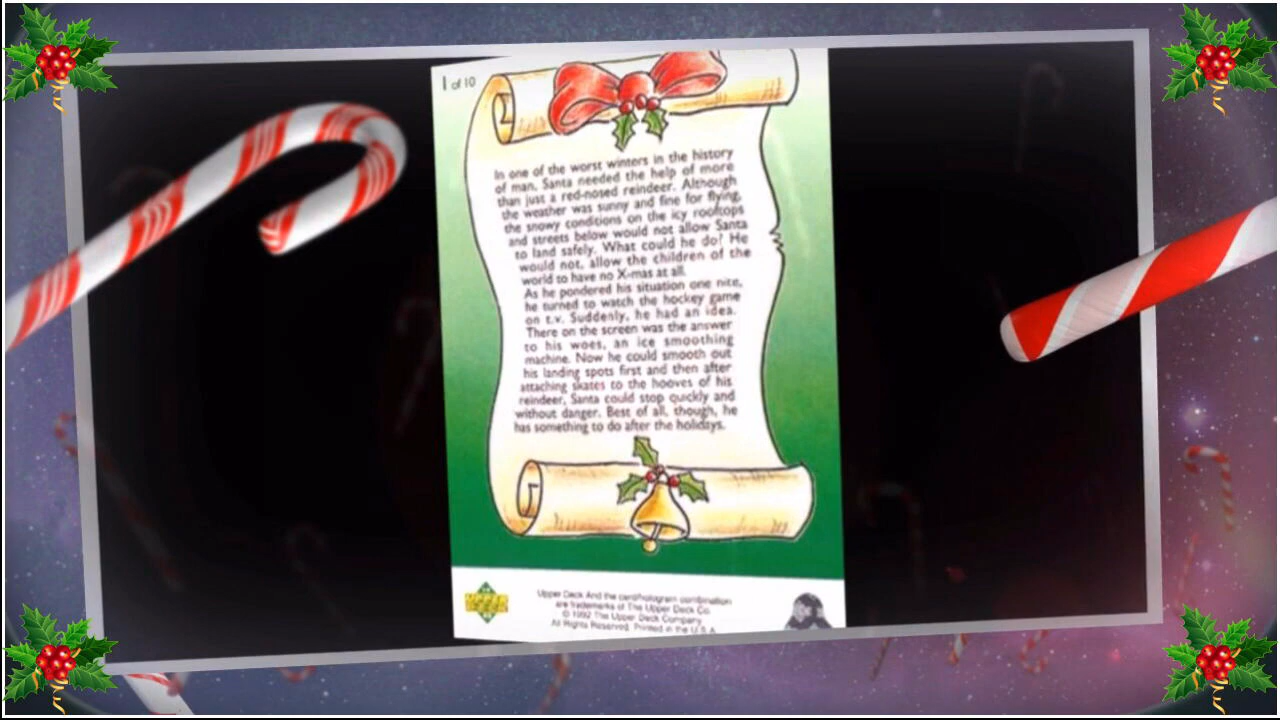 1 of 10
In one of the worst winters in the history
of man, Santa needed the help of more
than just a red-nosed reindeer. Although
the weather was sunny and fine for flying,
the snowy conditions on the icy rooftops
and streets below would not allow Santa
to land safely. What could he do? He
would not, allow the children of the
world to have no X-mas at all.
As he pondered his situation one nite,
he turned to watch the hockey game
on t.v. Suddenly, he had an idea.
There on the screen was the answer
to his woes, an ice smoothing
machine. Now he could smooth out
his landing spots first and then after
attaching skates to the hooves of his
reindeer, Santa could stop quickly and
without danger. Best of all, though, he
has something to do after the holidays.
UPPER DECK
Upper Deck And the card/hologram combination
are trademarks of The Upper Deck Co.
© 1992 The Upper Deck Company
All Rights Reserved. Printed in the U.S.A.